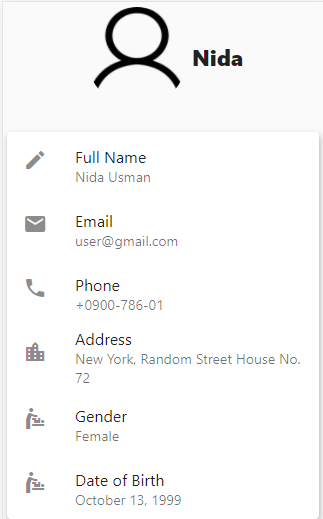 Nida
Full Name
Nida Usman
Email
user@gmail.com
Phone
+0900-786-01
Address
New York, Random Street House No.
72
Gender
Female
Date of Birth
October 13, 1999